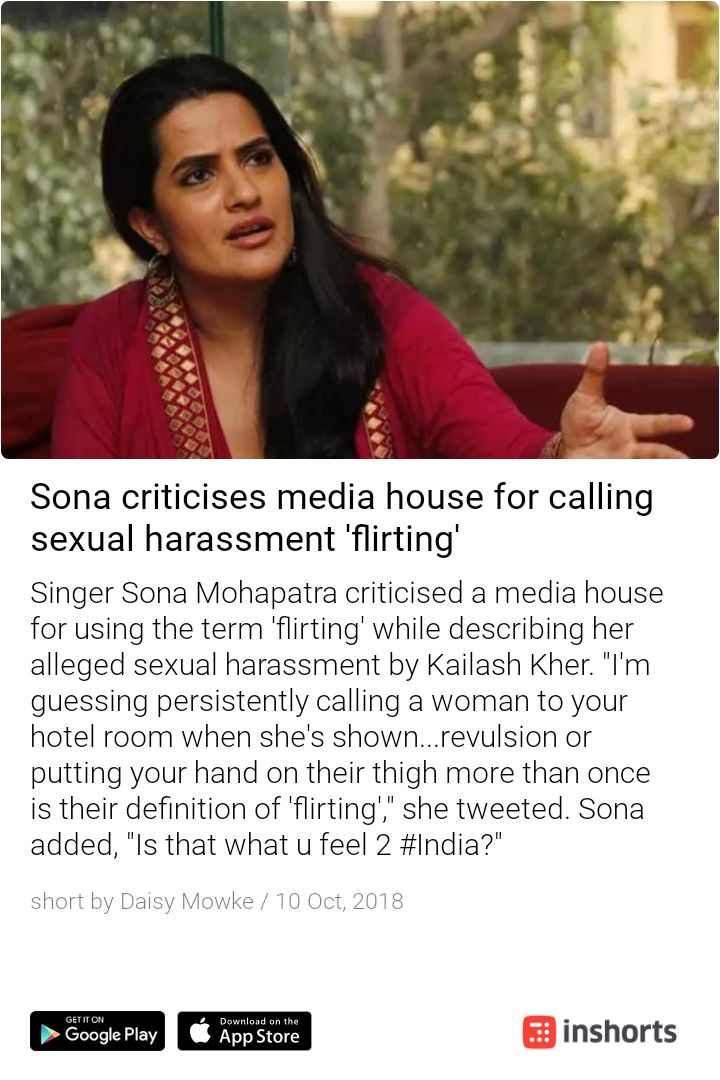 Sona criticises media house for calling
sexual harassment 'flirting'
Singer Sona Mohapatra criticised a media house
for using the term 'flirting' while describing her
alleged sexual harassment by Kailash Kher. "I'm
guessing persistently calling a woman to your
hotel room when she's shown...revulsion or
putting your hand on their thigh more than once
is their definition of 'flirting'," she tweeted. Sona
added, "Is that what u feel 2 #India?"
short by Daisy Mowke / 10 Oct, 2018
GET IT ON
Google Play
Download on the
App Store
inshorts